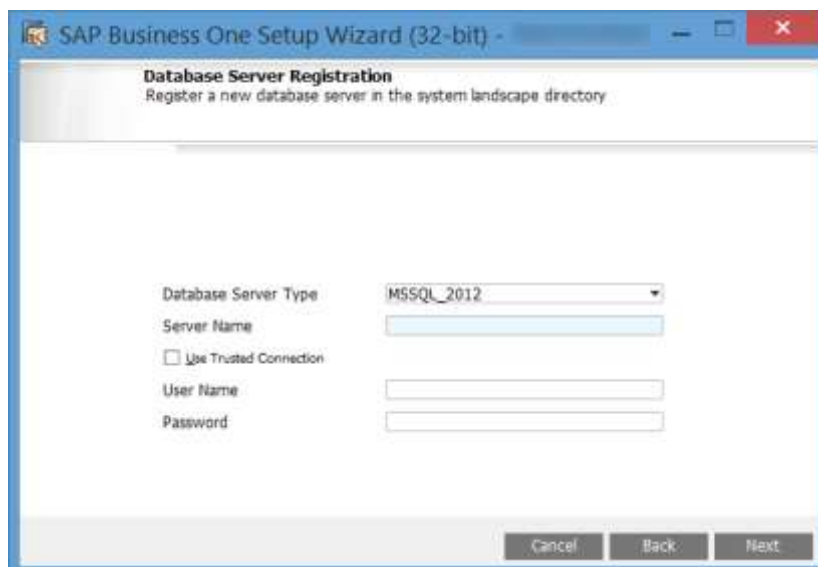 SAP Business One Setup Wizard (32-bit) -
Database Server Registration
Register a new database server in the system landscape directory
Database Server Type MSSQL_2012
Server Name
Use Trusted Connection
User Name
Password
Cancel Back Next